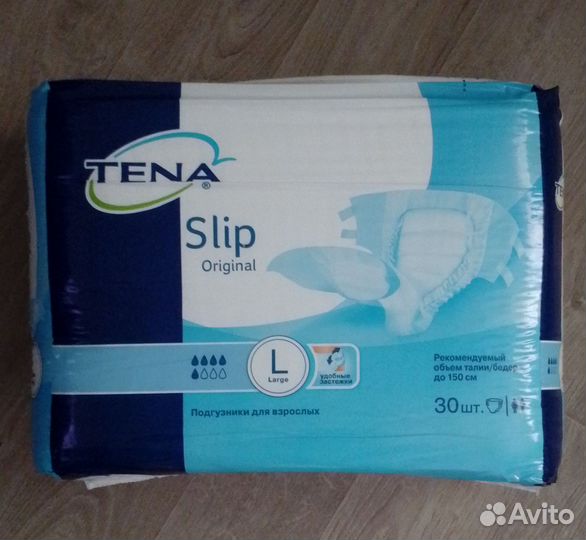 TENA
®
Slip
Original
L
Large
удобные
застежки
Рекомендуемый
объем талии/бедер
до 150 см
Подгузники для взрослых
30 шт.
Avito